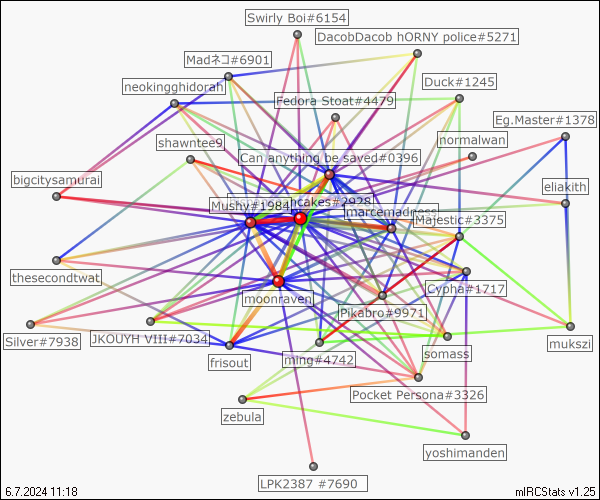 Swirly Boi#6154
DacobDacob hORNY police#5271
Madネコ#6901
neokingghidorah
Duck#1245
Fedora Stoat#4479
Eg.Master#1378
normalwan
shawntee9
Can anything be saved#0396
bigcitysamurai
eliakith
cakes#2928
Mushy#1984
marcemadness
Majestic#3375
thesecondtwat
Cypha#1717
moonraven
Pikabro#9971
Silver#7938
JKOUYH VIII#7034
frisout
ming#4742
somass
mukszi
Pocket Persona#3326
zebula
yoshimanden
LPK2387 #7690
6.7.2024 11:18
mIRCStats v1.25